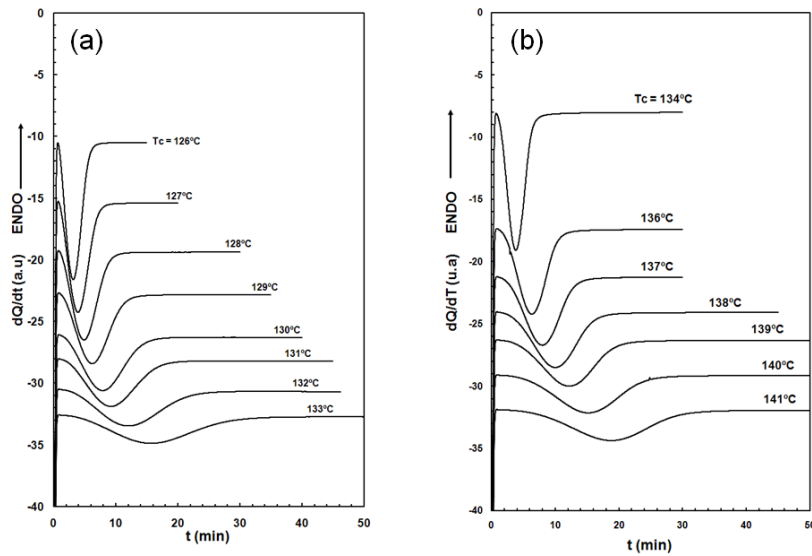 (a)
0
-5
-10
-15
-20
-25
-30
-35
-40
dQ/dt (a.u)
ENDO
Tc = 126ºC
127ºC
128ºC
129ºC
130ºC
131ºC
132ºC
133ºC
0 10 20 30 40 50
t (min)
(b)
0
-5
-10
-15
-20
-25
-30
-35
-40
dQ/dT (u.a)
ENDO
Tc = 134ºC
136ºC
137ºC
138ºC
139ºC
140ºC
141ºC
0 10 20 30 40 50
t (min)